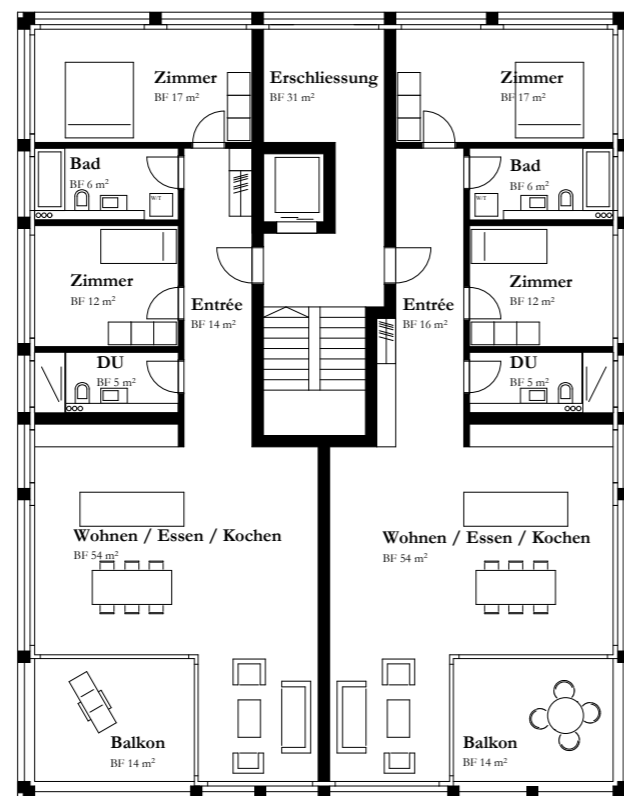 Zimmer
BF 17 m²
Erschliessung
BF 31 m²
Zimmer
BF 17 m²
Bad
BF 6 m²
W/T
Bad
BF 6 m²
W/T
Zimmer
BF 12 m²
Entrée
BF 14 m²
Entrée
BF 16 m²
Zimmer
BF 12 m²
DU
BF 5 m²
DU
BF 5 m²
Wohnen / Essen / Kochen
BF 54 m²
Wohnen / Essen / Kochen
BF 54 m²
Balkon
BF 14 m²
Balkon
BF 14 m²